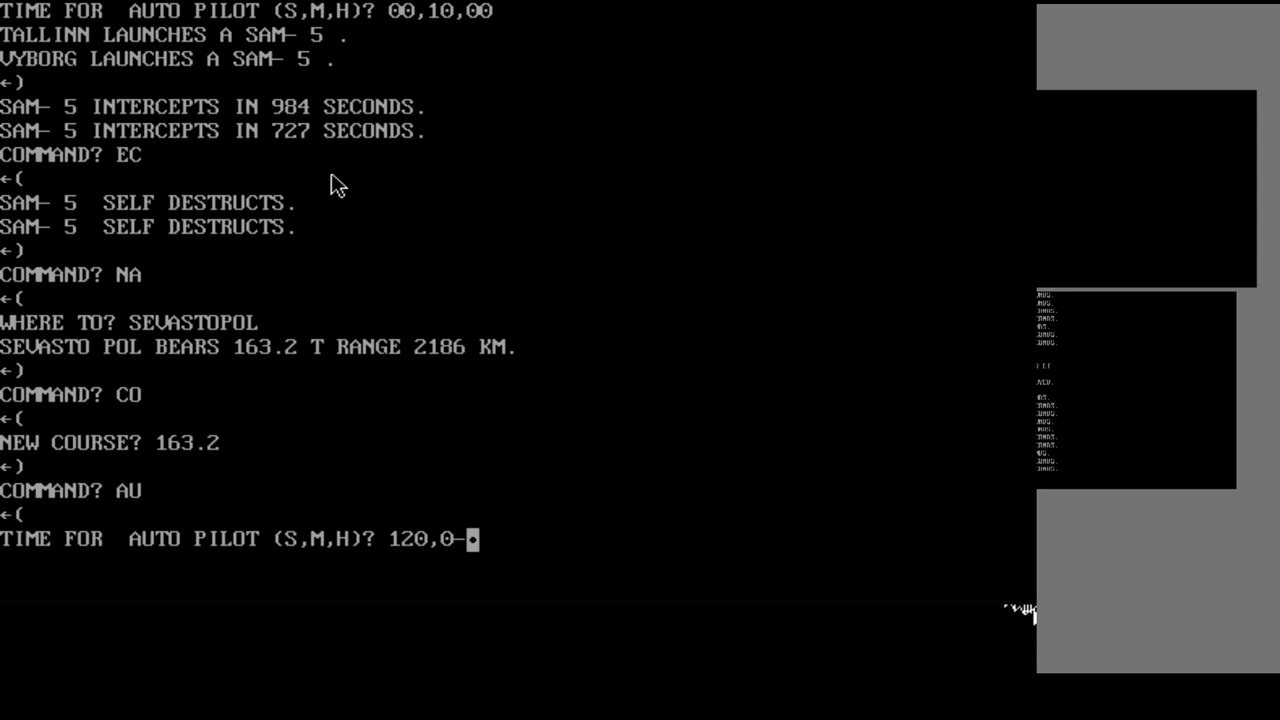 TIME FOR  AUTO PILOT (S,M,H)? 00,10,00
TALLINN LAUNCHES A SAM- 5 .
VYBORG LAUNCHES A SAM- 5 .
←)
SAM- 5 INTERCEPTS IN 984 SECONDS.
SAM- 5 INTERCEPTS IN 727 SECONDS.
COMMAND? EC
←(
SAM- 5  SELF DESTRUCTS.
SAM- 5  SELF DESTRUCTS.
←)
COMMAND? NA
←(
WHERE TO? SEVASTOPOL
SEVASTO POL BEARS 163.2 T RANGE 2186 KM.
←)
COMMAND? CO
←(
NEW COURSE? 163.2
←)
COMMAND? AU
←(
TIME FOR  AUTO PILOT (S,M,H)? 120,0-